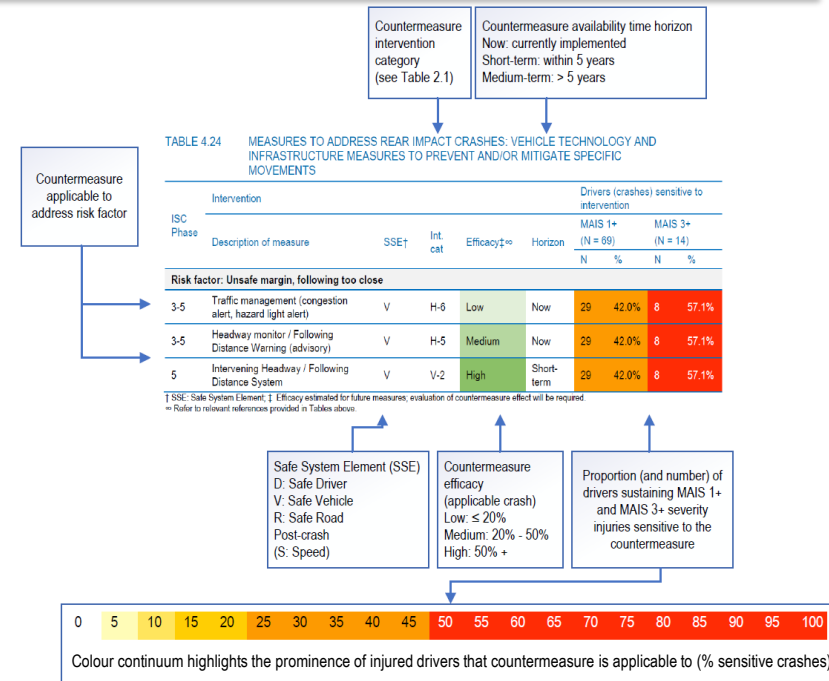 Countermeasure
intervention
category
(see Table 2.1)
Countermeasure availability time horizon
Now: currently implemented
Short-term: within 5 years
Medium-term: > 5 years
Countermeasure
applicable to
address risk factor
TABLE 4.24 MEASURES TO ADDRESS REAR IMPACT CRASHES: VEHICLE TECHNOLOGY AND
INFRASTRUCTURE MEASURES TO PREVENT AND/OR MITIGATE SPECIFIC
MOVEMENTS
ISC
Phase
Intervention
Drivers (crashes) sensitive to
intervention
Description of measure
SSE†
Int.
cat
Efficacy‡∞
Horizon
MAIS 1+
(N = 69)
MAIS 3+
(N = 14)
N % N %
Risk factor: Unsafe margin, following too close
3-5 Traffic management (congestion
alert, hazard light alert) V H-6 Low Now 29 42.0% 8 57.1%
3-5 Headway monitor / Following
Distance Warning (advisory) V H-5 Medium Now 29 42.0% 8 57.1%
5 Intervening Headway / Following
Distance System V V-2 High Short-
term 29 42.0% 8 57.1%
† SSE: Safe System Element; ‡ Efficacy estimated for future measures; evaluation of countermeasure effect will be required.
∞ Refer to relevant references provided in Tables above.
Safe System Element (SSE)
D: Safe Driver
V: Safe Vehicle
R: Safe Road
Post-crash
(S: Speed)
Countermeasure
efficacy
(applicable crash)
Low: ≤ 20%
Medium: 20% - 50%
High: 50% +
Proportion (and number) of
drivers sustaining MAIS 1+
and MAIS 3+ severity
injuries sensitive to the
countermeasure
0 5 10 15 20 25 30 35 40 45 50 55 60 65 70 75 80 85 90 95 100
Colour continuum highlights the prominence of injured drivers that countermeasure is applicable to (% sensitive crashes)